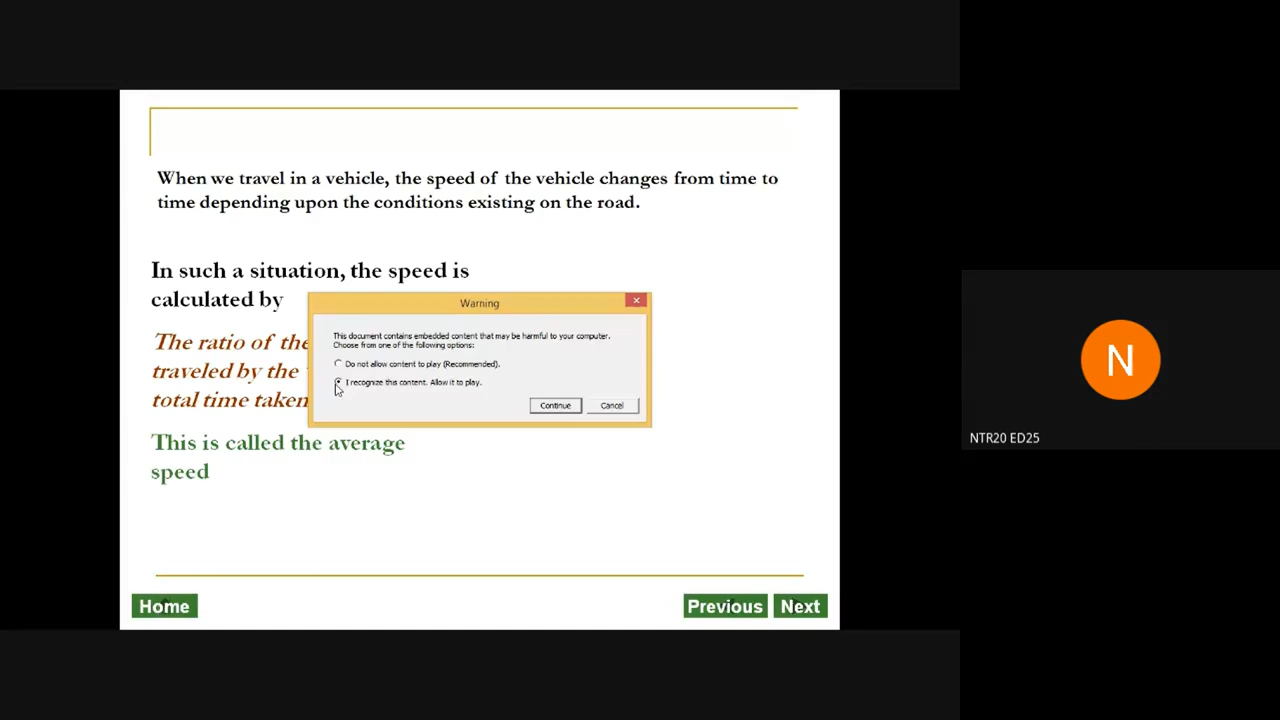 When we travel in a vehicle, the speed of the vehicle changes from time to
time depending upon the conditions existing on the road.
In such a situation, the speed is
calculated by
The ratio of the
traveled by the
total time taken
This is called the average
speed
Warning
This document contains embedded content that may be harmful to your computer.
Choose from one of the following options:
Do not allow content to play (Recommended).
I recognize this content. Allow it to play.
Continue
Cancel
Home
Previous
Next
N
NTR20 ED25